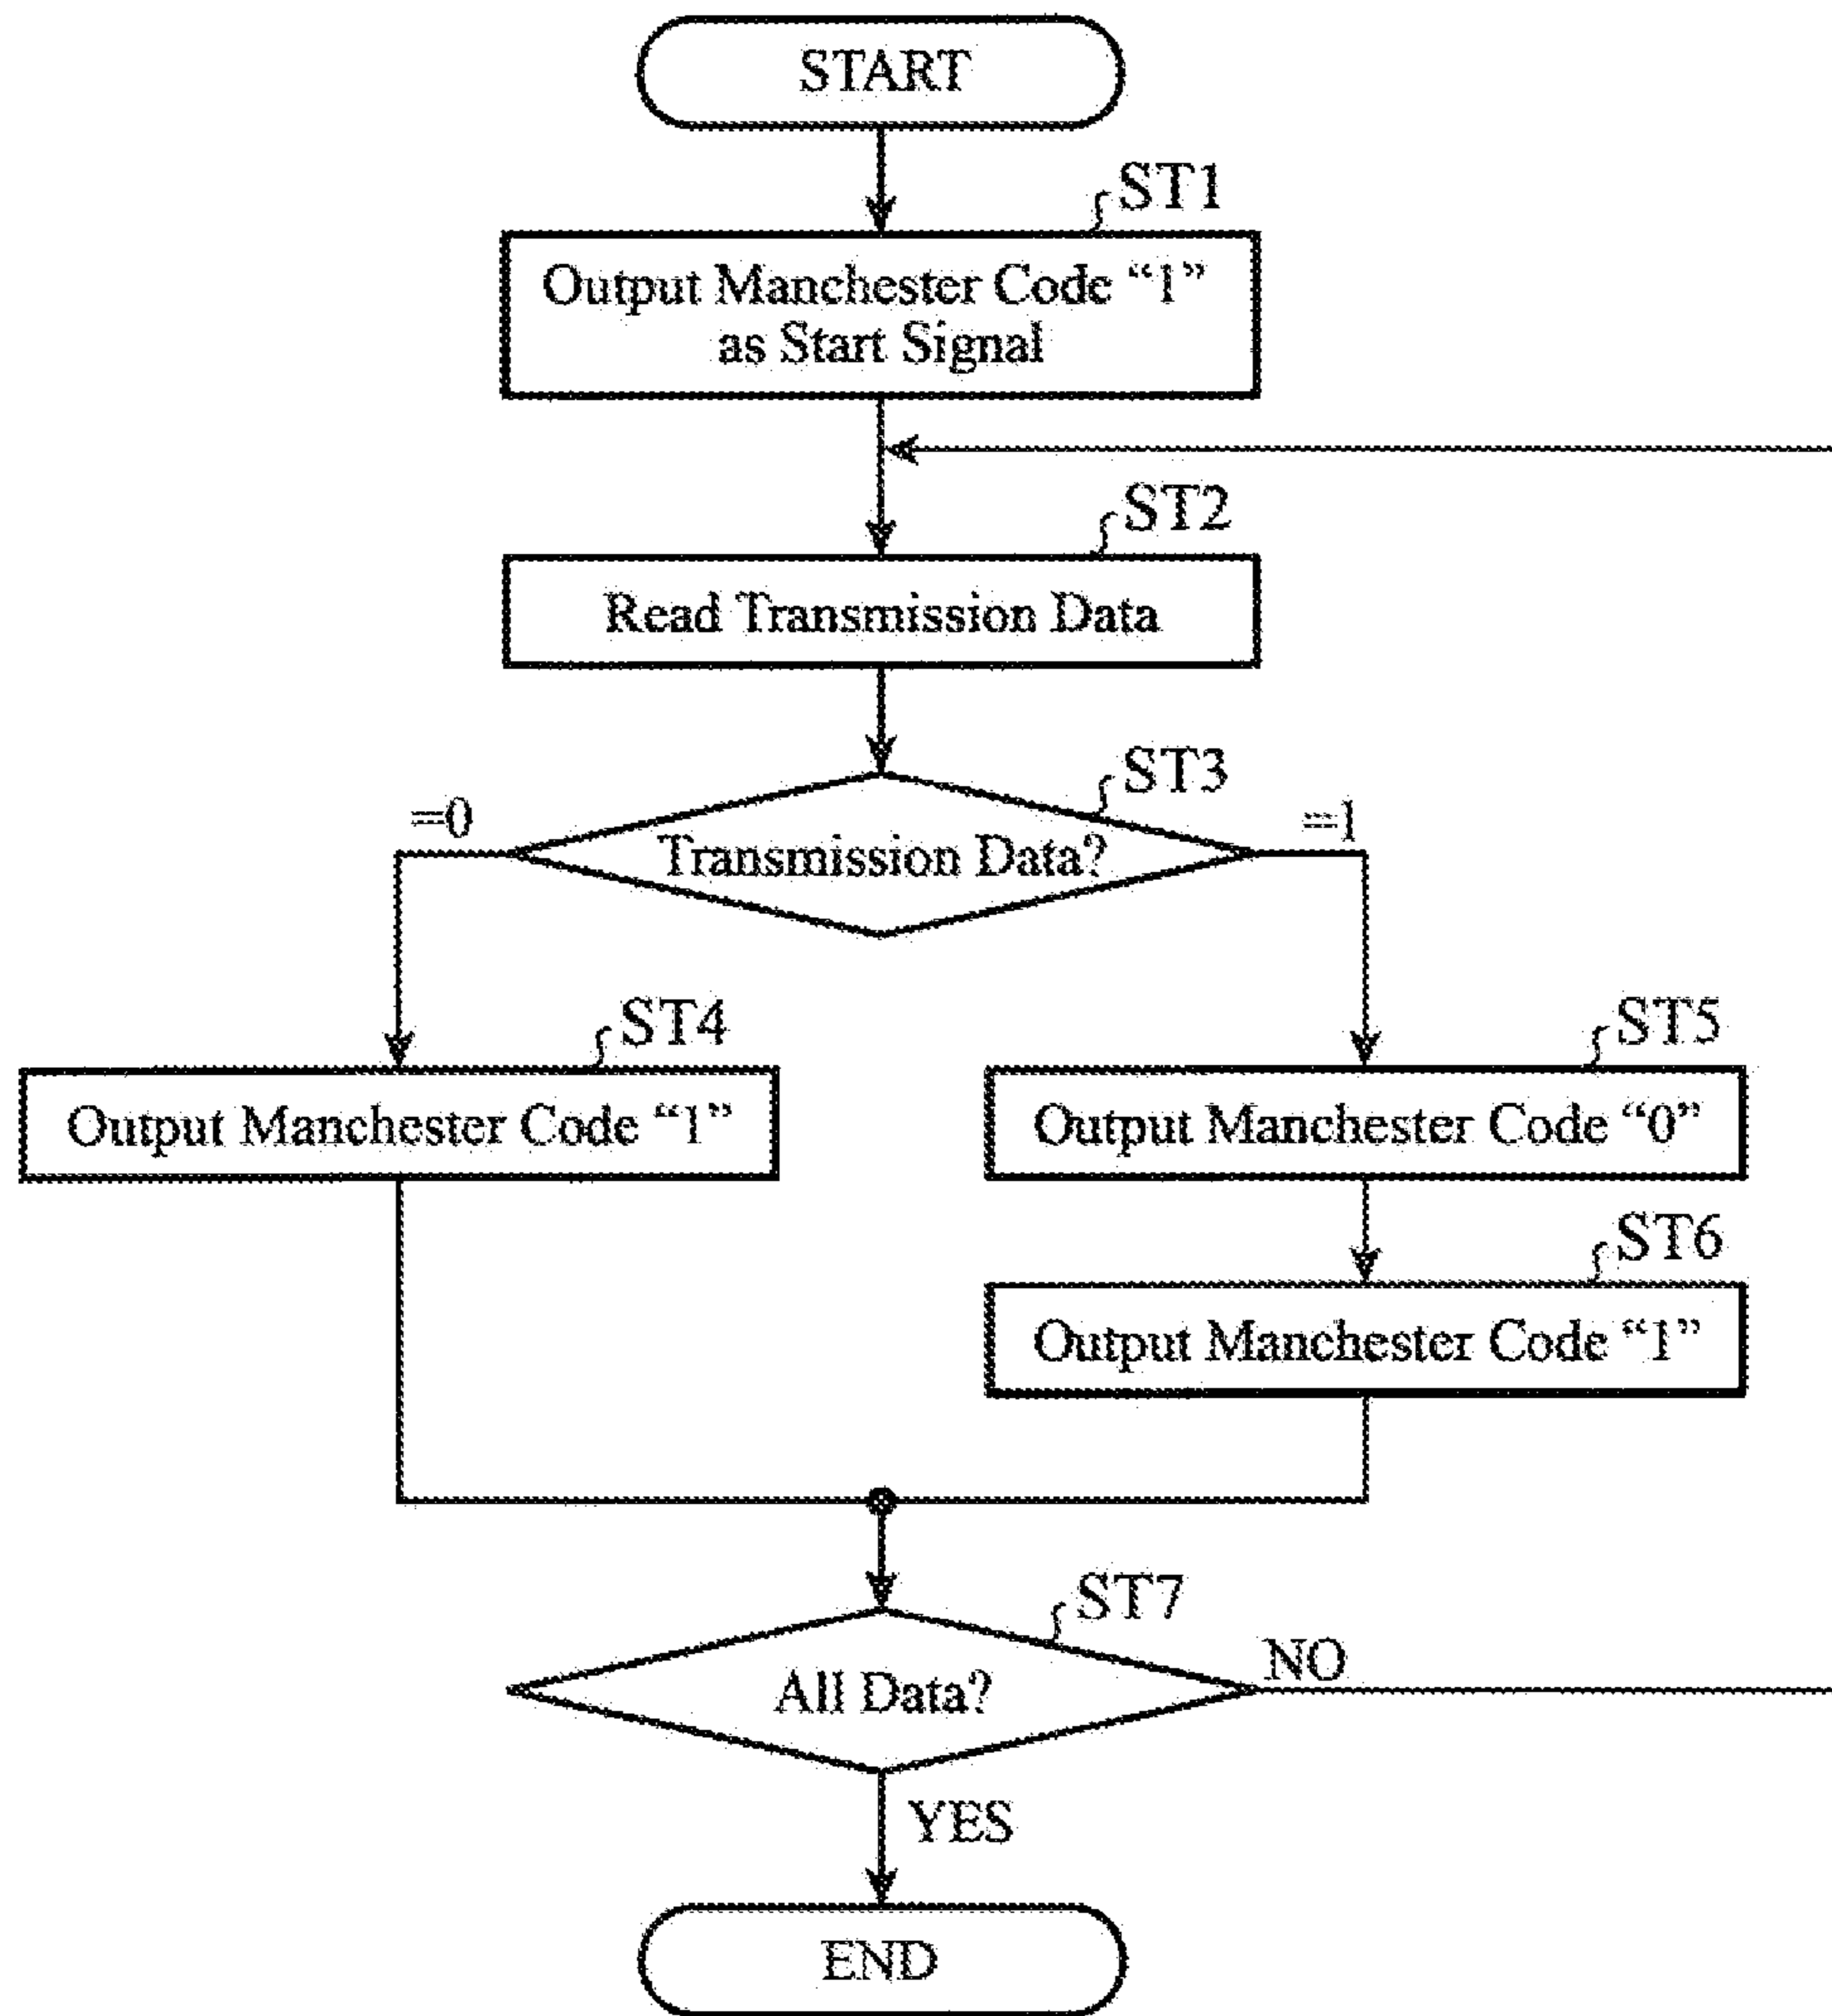 START
ST1
Output Manchester Code “1”
as Start Signal
ST2
Read Transmission Data
ST3
=0
=1
Transmission Data?
ST4
Output Manchester Code “1”
ST5
Output Manchester Code “0”
ST6
Output Manchester Code “1”
ST7
All Data?
NO
YES
END